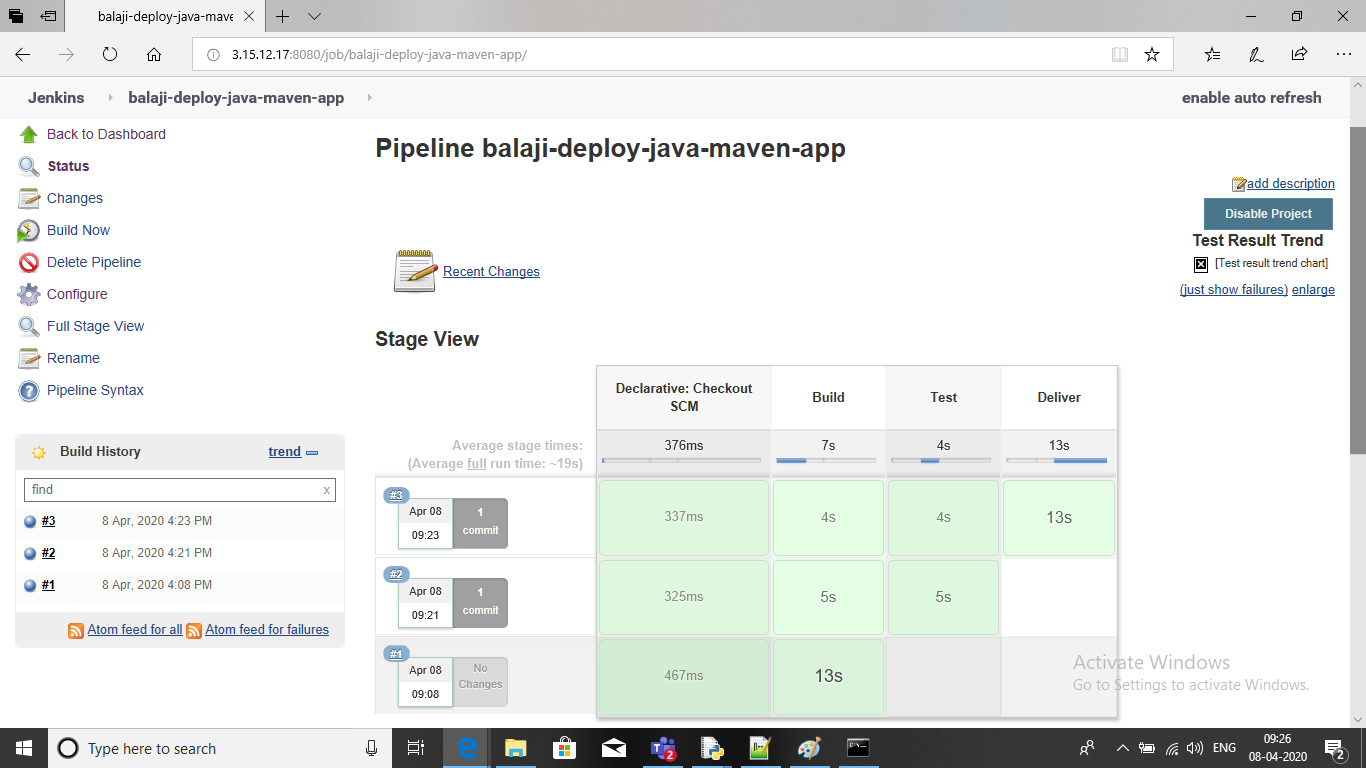 balaji-deploy-java-mave
3.15.12.17:8080/job/balaji-deploy-java-maven-app/
Jenkins
balaji-deploy-java-maven-app
enable auto refresh
Back to Dashboard
Status
Changes
Build Now
Delete Pipeline
Configure
Full Stage View
Rename
Pipeline Syntax
Build History
trend
find
x
#3 8 Apr, 2020 4:23 PM
#2 8 Apr, 2020 4:21 PM
#1 8 Apr, 2020 4:08 PM
Atom feed for all Atom feed for failures
Pipeline balaji-deploy-java-maven-app
add description
Disable Project
Test Result Trend
[Test result trend chart]
(just show failures) enlarge
Recent Changes
Stage View
Declarative: Checkout
SCM
Build
Test
Deliver
Average stage times:
(Average full run time: ~19s)
376ms
7s
4s
13s
#3
Apr 08
09:23
1
commit
337ms
4s
4s
13s
#2
Apr 08
09:21
1
commit
325ms
5s
5s
#1
Apr 08
09:08
No
Changes
467ms
13s
Activate Windows
Go to Settings to activate Windows.
Type here to search
2
ENG
09:26
08-04-2020
2